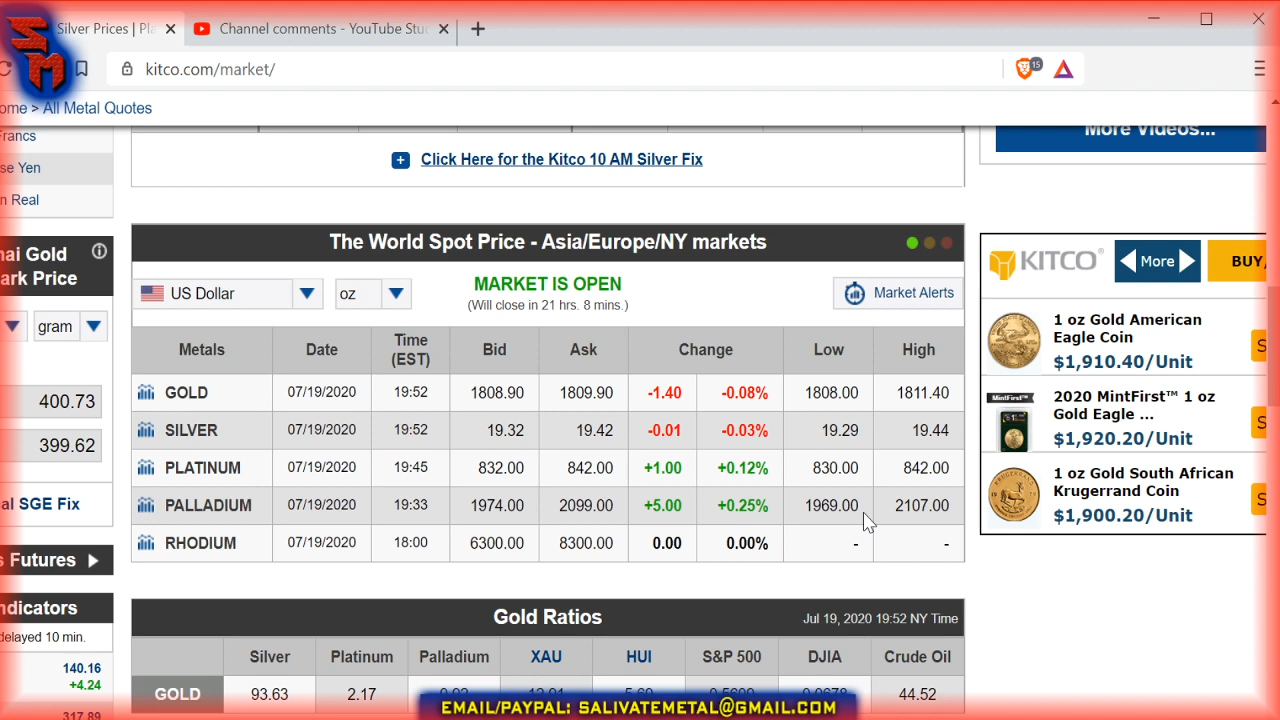 SM
Silver Prices | Pla
Channel comments - YouTube Stu
kitco.com/market/
15
ome > All Metal Quotes
Francs
se Yen
n Real
Click Here for the Kitco 10 AM Silver Fix
More Videos...
The World Spot Price - Asia/Europe/NY markets
US Dollar
oz
MARKET IS OPEN
(Will close in 21 hrs. 8 mins.)
Market Alerts
Metals Date Time (EST) Bid Ask Change Low High
GOLD 07/19/2020 19:52 1808.90 1809.90 -1.40 -0.08% 1808.00 1811.40
SILVER 07/19/2020 19:52 19.32 19.42 -0.01 -0.03% 19.29 19.44
PLATINUM 07/19/2020 19:45 832.00 842.00 +1.00 +0.12% 830.00 842.00
PALLADIUM 07/19/2020 19:33 1974.00 2099.00 +5.00 +0.25% 1969.00 2107.00
RHODIUM 07/19/2020 18:00 6300.00 8300.00 0.00 0.00% - -
Gold Ratios
Jul 19, 2020 19:52 NY Time
Silver Platinum Palladium XAU HUI S&P 500 DJIA Crude Oil
GOLD 93.63 2.17 44.52
hai Gold
ark Price
gram
400.73
399.62
al SGE Fix
s Futures
ndicators
delayed 10 min.
140.16
+4.24
317.89
KITCO®
More
BUY/
1 oz Gold American
Eagle Coin
$1,910.40/Unit
S
MintFirst™
2020 MintFirst™ 1 oz
Gold Eagle ...
$1,920.20/Unit
S
1 oz Gold South African
Krugerrand Coin
$1,900.20/Unit
S
EMAIL/PAYPAL: SALIVATEMETAL@GMAIL.COM